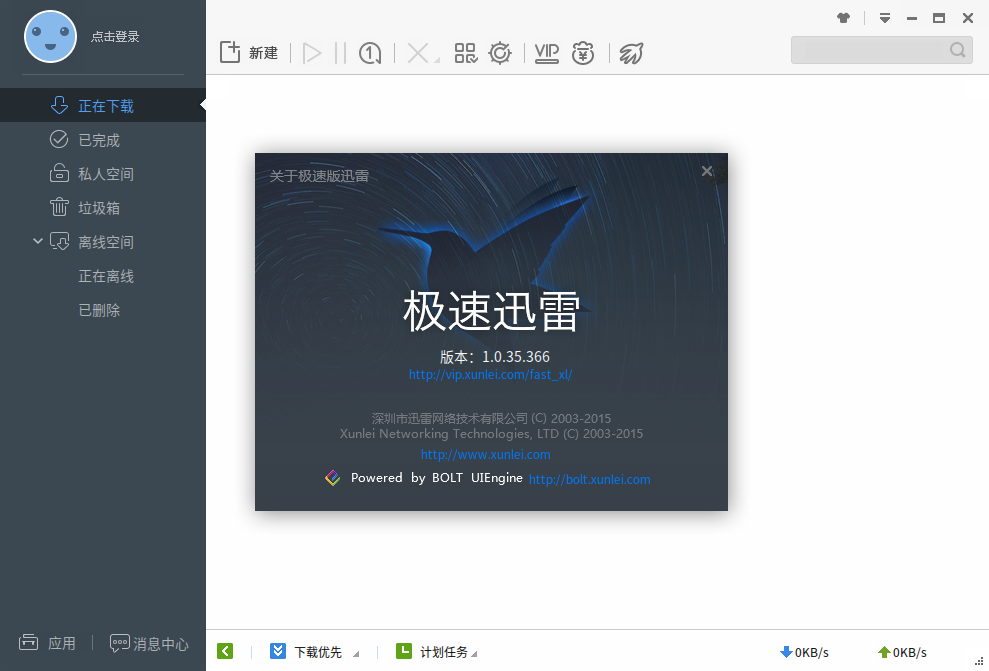 点击登录
正在下载
已完成
私人空间
垃圾箱
离线空间
正在离线
已删除
应用
消息中心
新建
VIP
关于极速版迅雷
极速迅雷
版本：1.0.35.366
http://vip.xunlei.com/fast_xl/
深圳市迅雷网络技术有限公司 (C) 2003-2015
Xunlei Networking Technologies, LTD (C) 2003-2015
http://www.xunlei.com
Powered by BOLT UIEngine http://bolt.xunlei.com
下载优先
计划任务
0KB/s
0KB/s